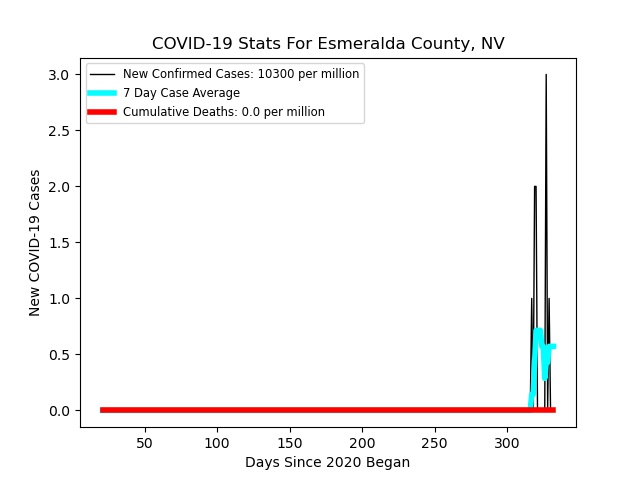 COVID-19 Stats For Esmeralda County, NV
New Confirmed Cases: 10300 per million
7 Day Case Average
Cumulative Deaths: 0.0 per million
New COVID-19 Cases
3.0
2.5
2.0
1.5
1.0
0.5
0.0
50 100 150 200 250 300
Days Since 2020 Began